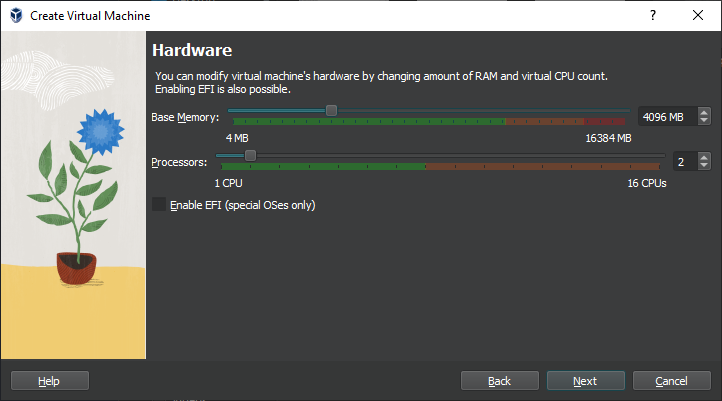 Create Virtual Machine
?
Hardware
You can modify virtual machine's hardware by changing amount of RAM and virtual CPU count.
Enabling EFI is also possible.
Base Memory: 4096 MB
4 MB 16384 MB
Processors: 2
1 CPU 16 CPUs
Enable EFI (special OSes only)
Help Back Next Cancel